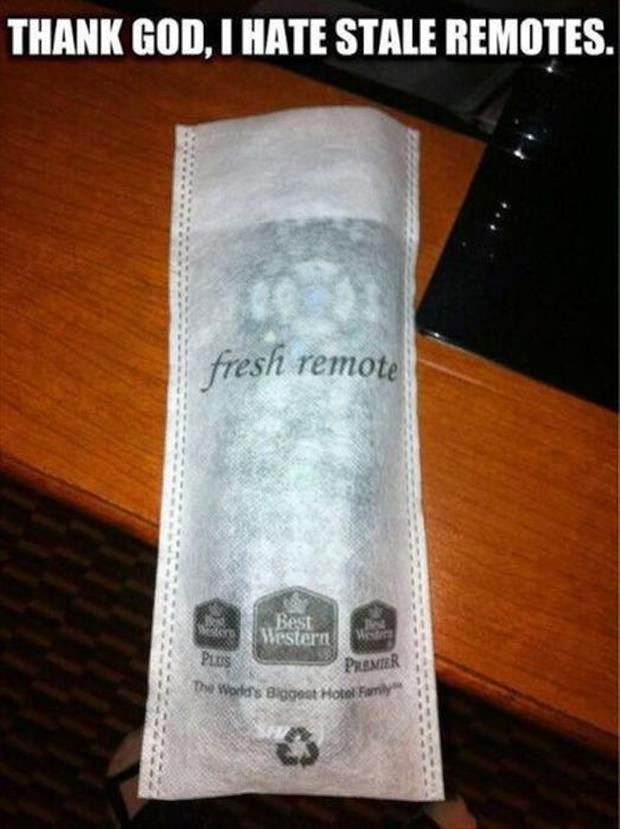 THANK GOD, I HATE STALE REMOTES.
fresh remote
Best Western
Best
Western
Best Western
PLUS
PREMIER
The World's Biggest Hotel Family™